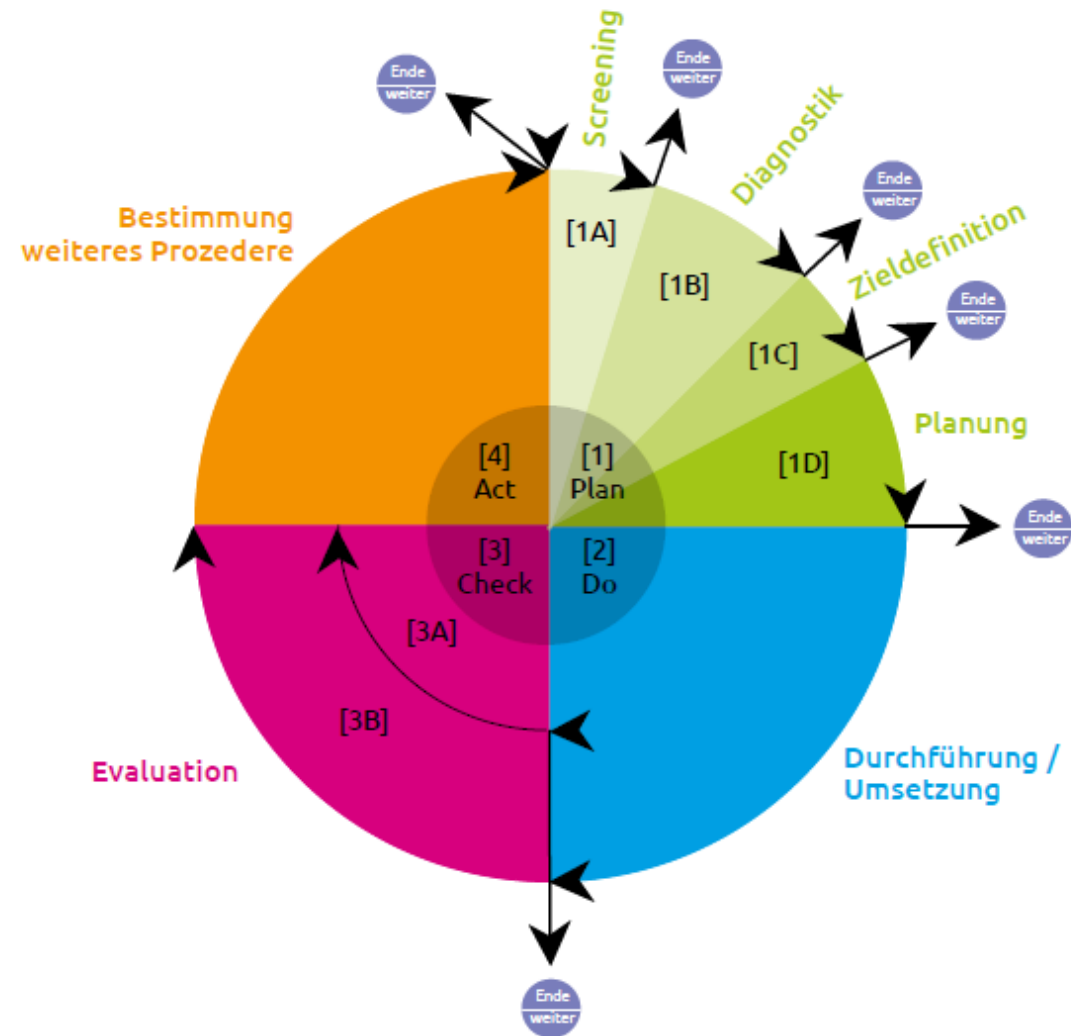 Screening
Ende
weiter
Ende
weiter
Diagnostik
Ende
weiter
Bestimmung
weiteres Prozedere
Zieldefinition
[1A]
[1B]
Ende
weiter
[1C]
Planung
[1D]
[4]
Act
[1]
Plan
Ende
weiter
[3]
Check
[2]
Do
[3A]
[3B]
Evaluation
Durchführung /
Umsetzung
Ende
weiter